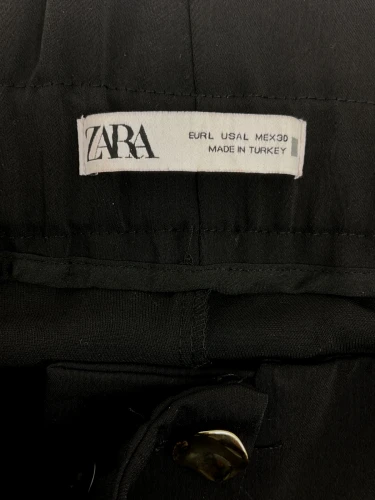 ZARA
EUR L USA L MEX 30
MADE IN TURKEY